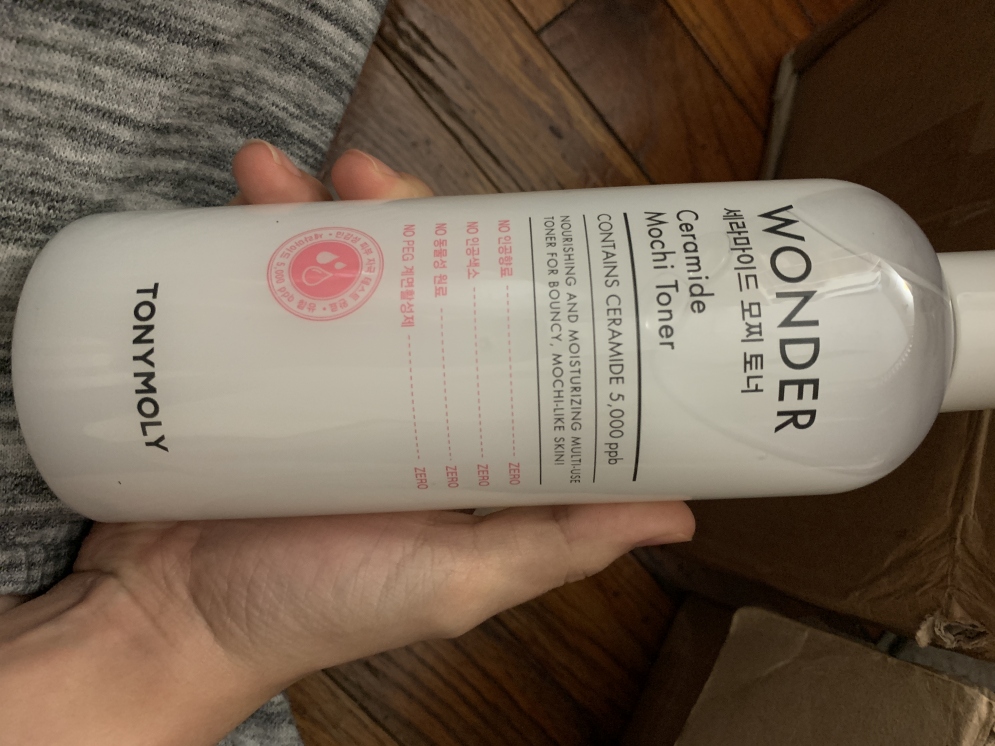 WONDER
세라마이드 모찌 토너
Ceramide
Mochi Toner
CONTAINS CERAMIDE 5,000 ppb
NOURISHING AND MOISTURIZING MULTI-USE
TONER FOR BOUNCY, MOCHI-LIKE SKIN!
NO 인공향료 ZERO
NO 인공색소 ZERO
NO 동물성 원료 ZERO
NO PEG 계면활성제 ZERO
TONYMOLY